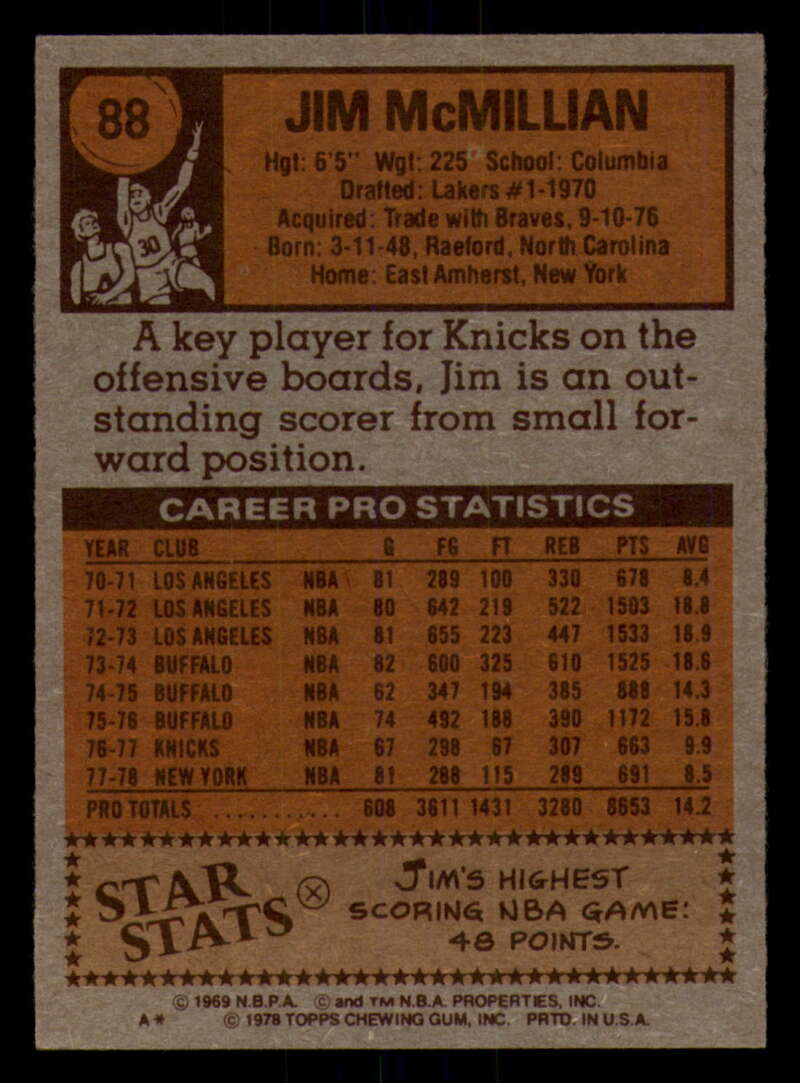 88
JIM McMILLIAN
Hgt: 6'5" Wgt: 225 School: Columbia
Drafted: Lakers #1-1970
Acquired: Trade with Braves, 9-10-76
Born: 3-11-48, Raeford, North Carolina
Home: East Amherst, New York
30
A key player for Knicks on the
offensive boards, Jim is an out-
standing scorer from small for-
ward position.
CAREER PRO STATISTICS
YEAR CLUB G FG FT REB PTS AVG
70-71 LOS ANGELES NBA 81 289 100 330 678 8.4
71-72 LOS ANGELES NBA 80 642 219 522 1503 18.8
72-73 LOS ANGELES NBA 81 655 223 447 1533 18.9
73-74 BUFFALO NBA 82 600 325 610 1525 18.6
74-75 BUFFALO NBA 62 347 194 385 888 14.3
75-76 BUFFALO NBA 74 492 188 390 1172 15.8
76-77 KNICKS NBA 67 298 67 307 663 9.9
77-78 NEW YORK NBA 81 288 115 289 691 8.5
PRO TOTALS ............ 608 3611 1431 3280 8653 14.2
STAR STATS
JIM'S HIGHEST
SCORING NBA GAME:
48 POINTS.
© 1969 N.B.P.A. © and TM N.B.A. PROPERTIES, INC.
A* © 1978 TOPPS CHEWING GUM, INC. PRTD. IN U.S.A.